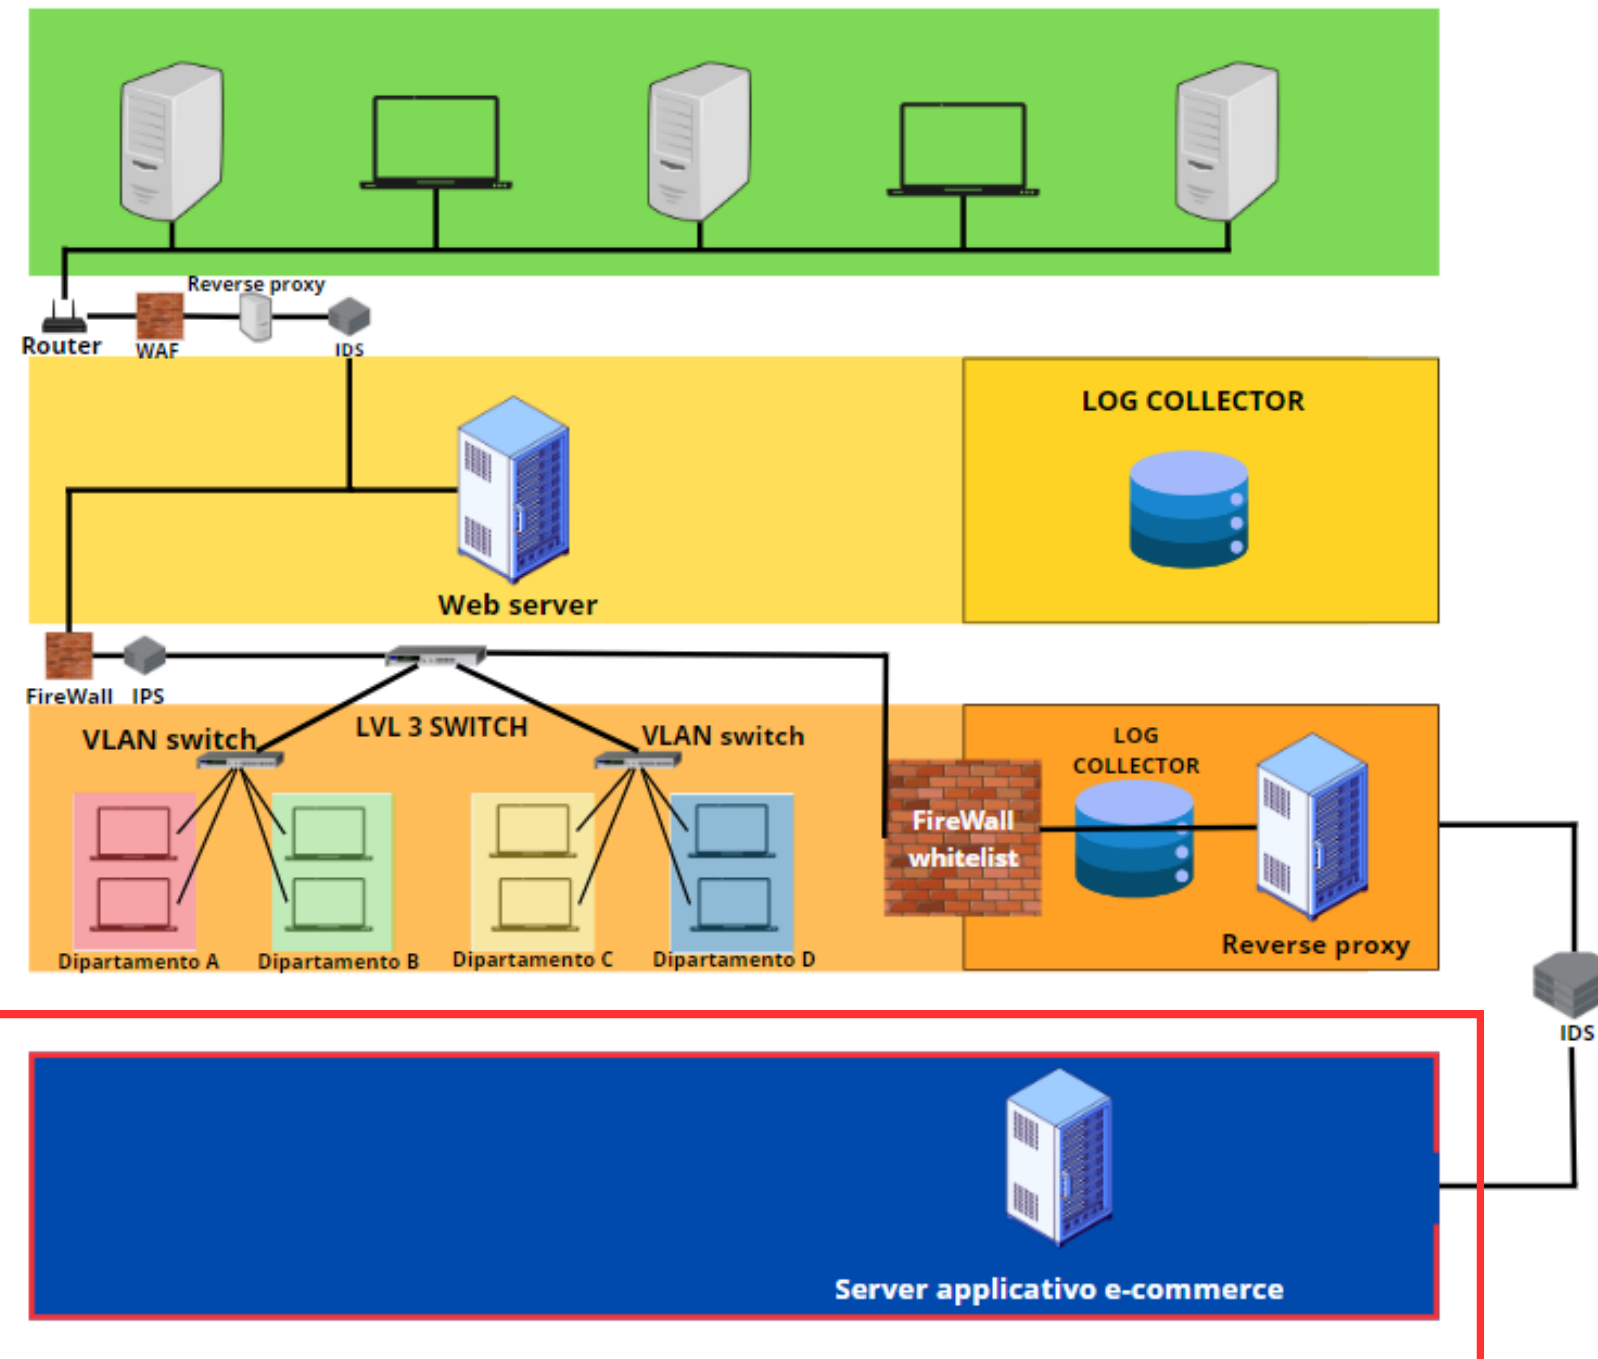 Reverse proxy
Router
WAF
IDS
LOG COLLECTOR
Web server
FireWall
IPS
VLAN switch
LVL 3 SWITCH
VLAN switch
LOG
COLLECTOR
FireWall
whitelist
Reverse proxy
Dipartamento A
Dipartamento B
Dipartamento C
Dipartamento D
IDS
Server applicativo e-commerce